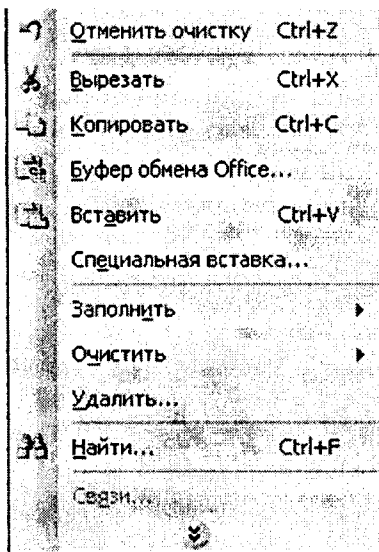 Отменить очистку Ctrl+Z
Вырезать Ctrl+X
Копировать Ctrl+C
Буфер обмена Office...
Вставить Ctrl+V
Специальная вставка...
Заполнить
Очистить
Удалить...
Найти... Ctrl+F
Связи...